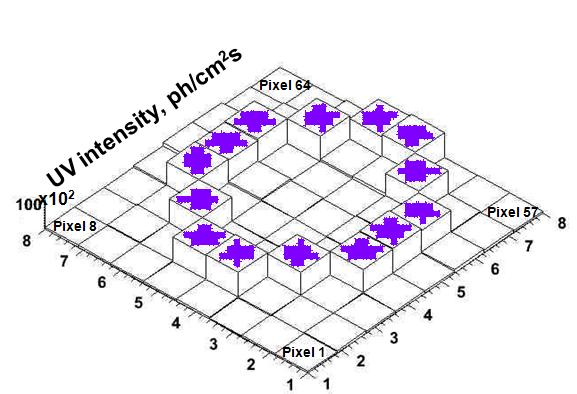 UV intensity, ph/cm²s
Pixel 64
100 x10²
Pixel 8
Pixel 57
Pixel 1
8 7 6 5 4 3 2 1
1 2 3 4 5 6 7 8